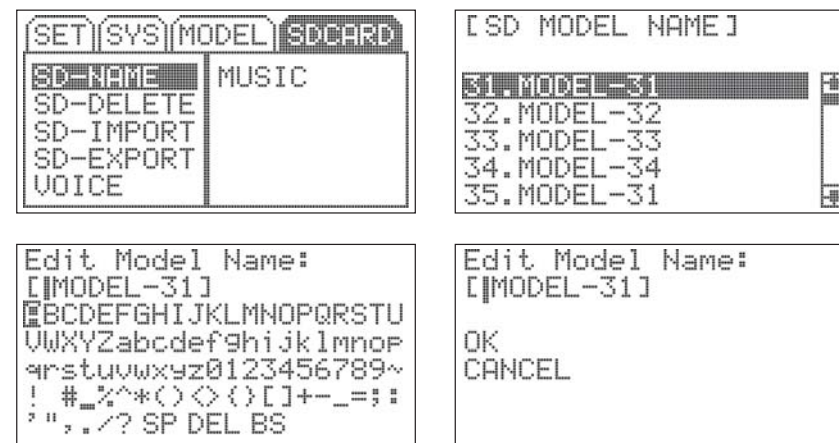 SET SYS MODEL SDCARD
SD-NAME MUSIC
SD-DELETE
SD-IMPORT
SD-EXPORT
VOICE
[SD MODEL NAME]
31.MODEL-31
32.MODEL-32
33.MODEL-33
34.MODEL-34
35.MODEL-31
Edit Model Name:
[MODEL-31]
ABCDEFGHIJKLMNOPQRSTU
VWXYZabcdefghijklmnop
qrstuvwxyz0123456789~
! #_%^*()<>{}[]+-_=;:
'",./? SP DEL BS
Edit Model Name:
[MODEL-31]
OK
CANCEL